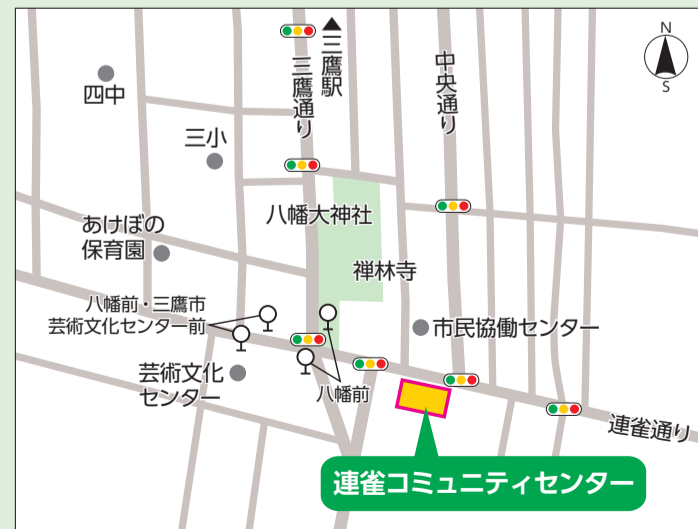 三鷹駅
三鷹通り
中央通り
N
S
四中
三小
八幡大神社
あけぼの
保育園
禅林寺
八幡前・三鷹市
芸術文化センター前
市民協働センター
芸術文化
センター
八幡前
連雀通り
連雀コミュニティセンター